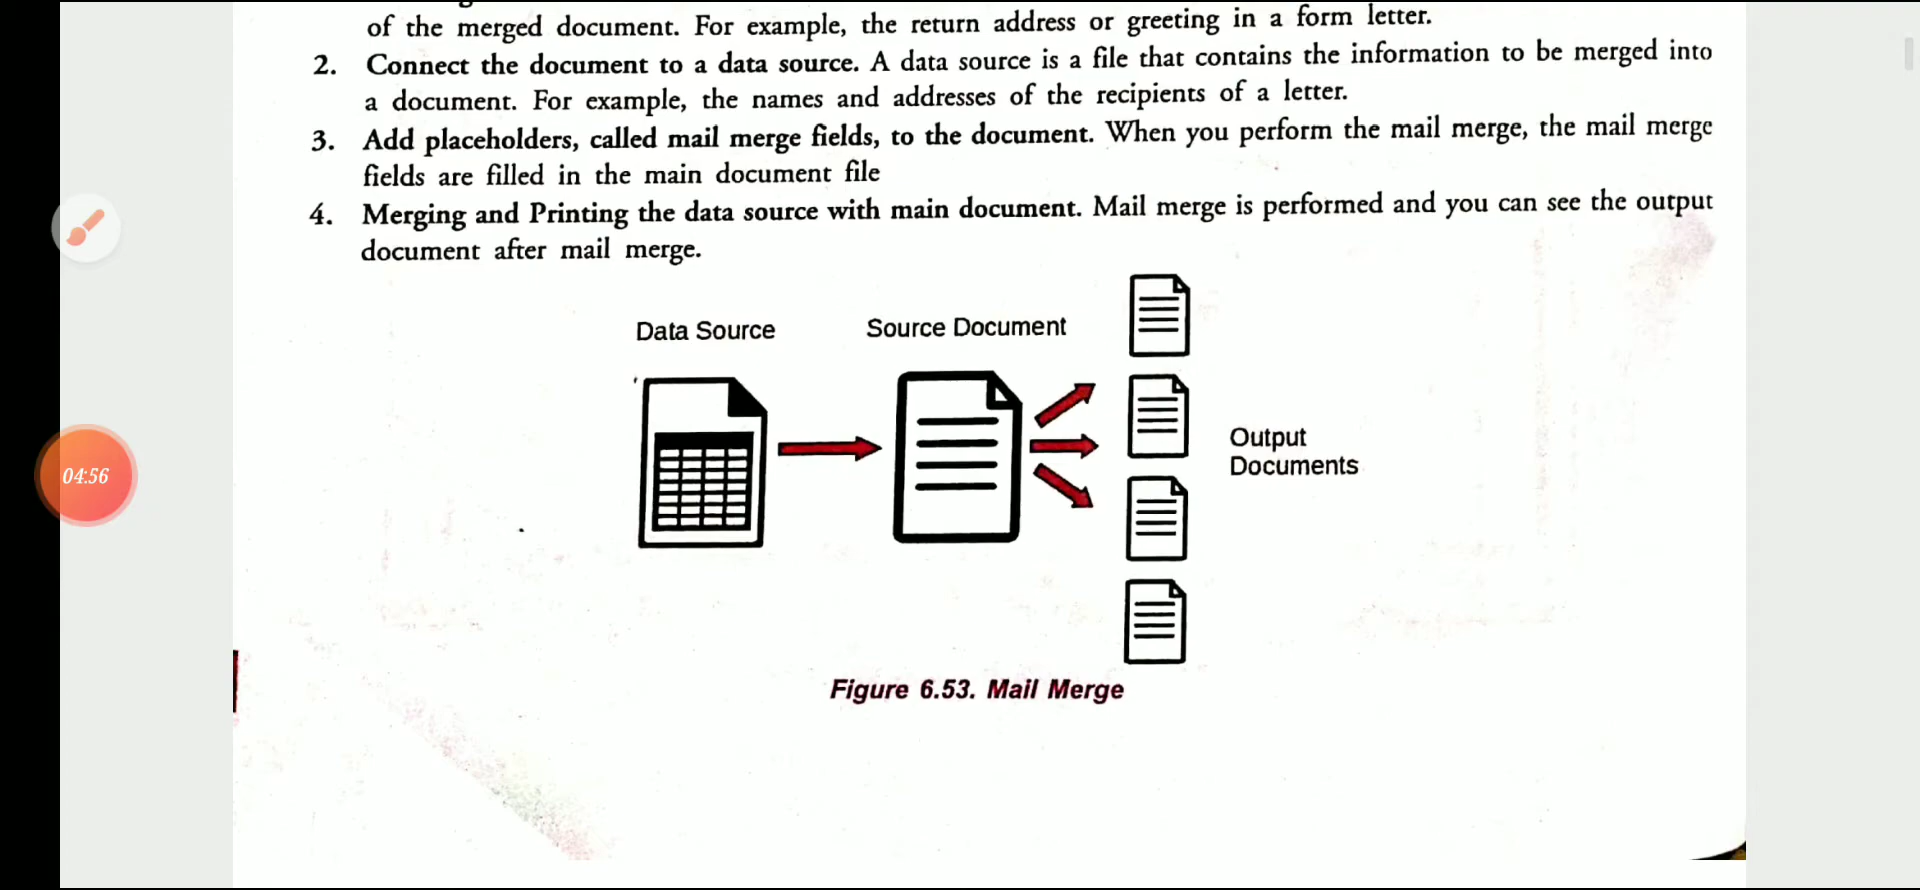 of the merged document. For example, the return address or greeting in a form letter.
2. Connect the document to a data source. A data source is a file that contains the information to be merged into
a document. For example, the names and addresses of the recipients of a letter.
3. Add placeholders, called mail merge fields, to the document. When you perform the mail merge, the mail merge
fields are filled in the main document file
4. Merging and Printing the data source with main document. Mail merge is performed and you can see the output
document after mail merge.
Data Source
Source Document
04:56
Output
Documents
Figure 6.53. Mail Merge